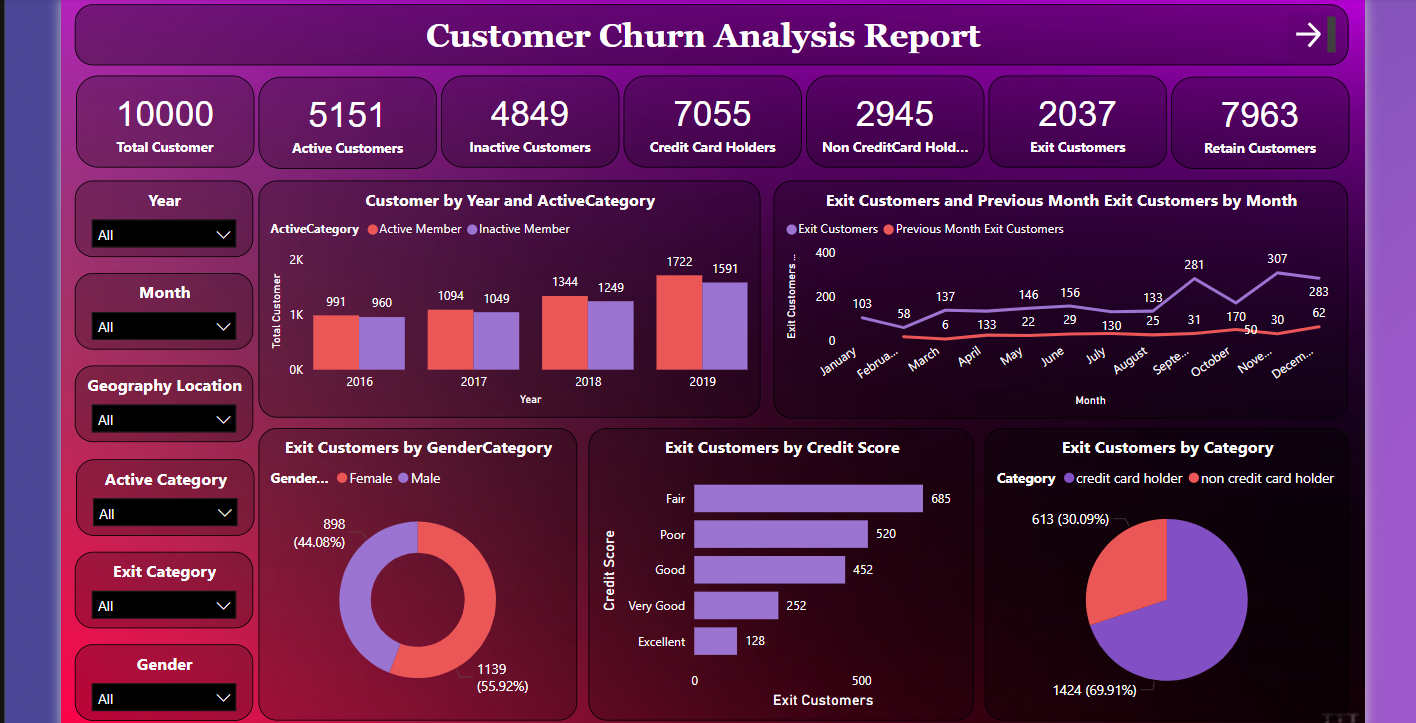 Customer Churn Analysis Report
10000
Total Customer
5151
Active Customers
4849
Inactive Customers
7055
Credit Card Holders
2945
Non CreditCard Hold...
2037
Exit Customers
7963
Retain Customers
Year
All
Month
All
Geography Location
All
Active Category
All
Exit Category
All
Gender
All
Customer by Year and ActiveCategory
ActiveCategory Active Member Inactive Member
Total Customer
2K
1K
0K
991 960 1094 1049 1344 1249 1722 1591
2016 2017 2018 2019
Year
Exit Customers and Previous Month Exit Customers by Month
Exit Customers Previous Month Exit Customers
Exit Customers ...
400
200
0
103 58 137 146 156 133 281 170 307 283
6 133 22 29 130 25 31 50 30 62
January Februa... March April May June July August Septe... October Nove... Decem...
Month
Exit Customers by GenderCategory
Gender... Female Male
898
(44.08%)
1139
(55.92%)
Exit Customers by Credit Score
Credit Score
Fair 685
Poor 520
Good 452
Very Good 252
Excellent 128
0 500
Exit Customers
Exit Customers by Category
Category credit card holder non credit card holder
613 (30.09%)
1424 (69.91%)